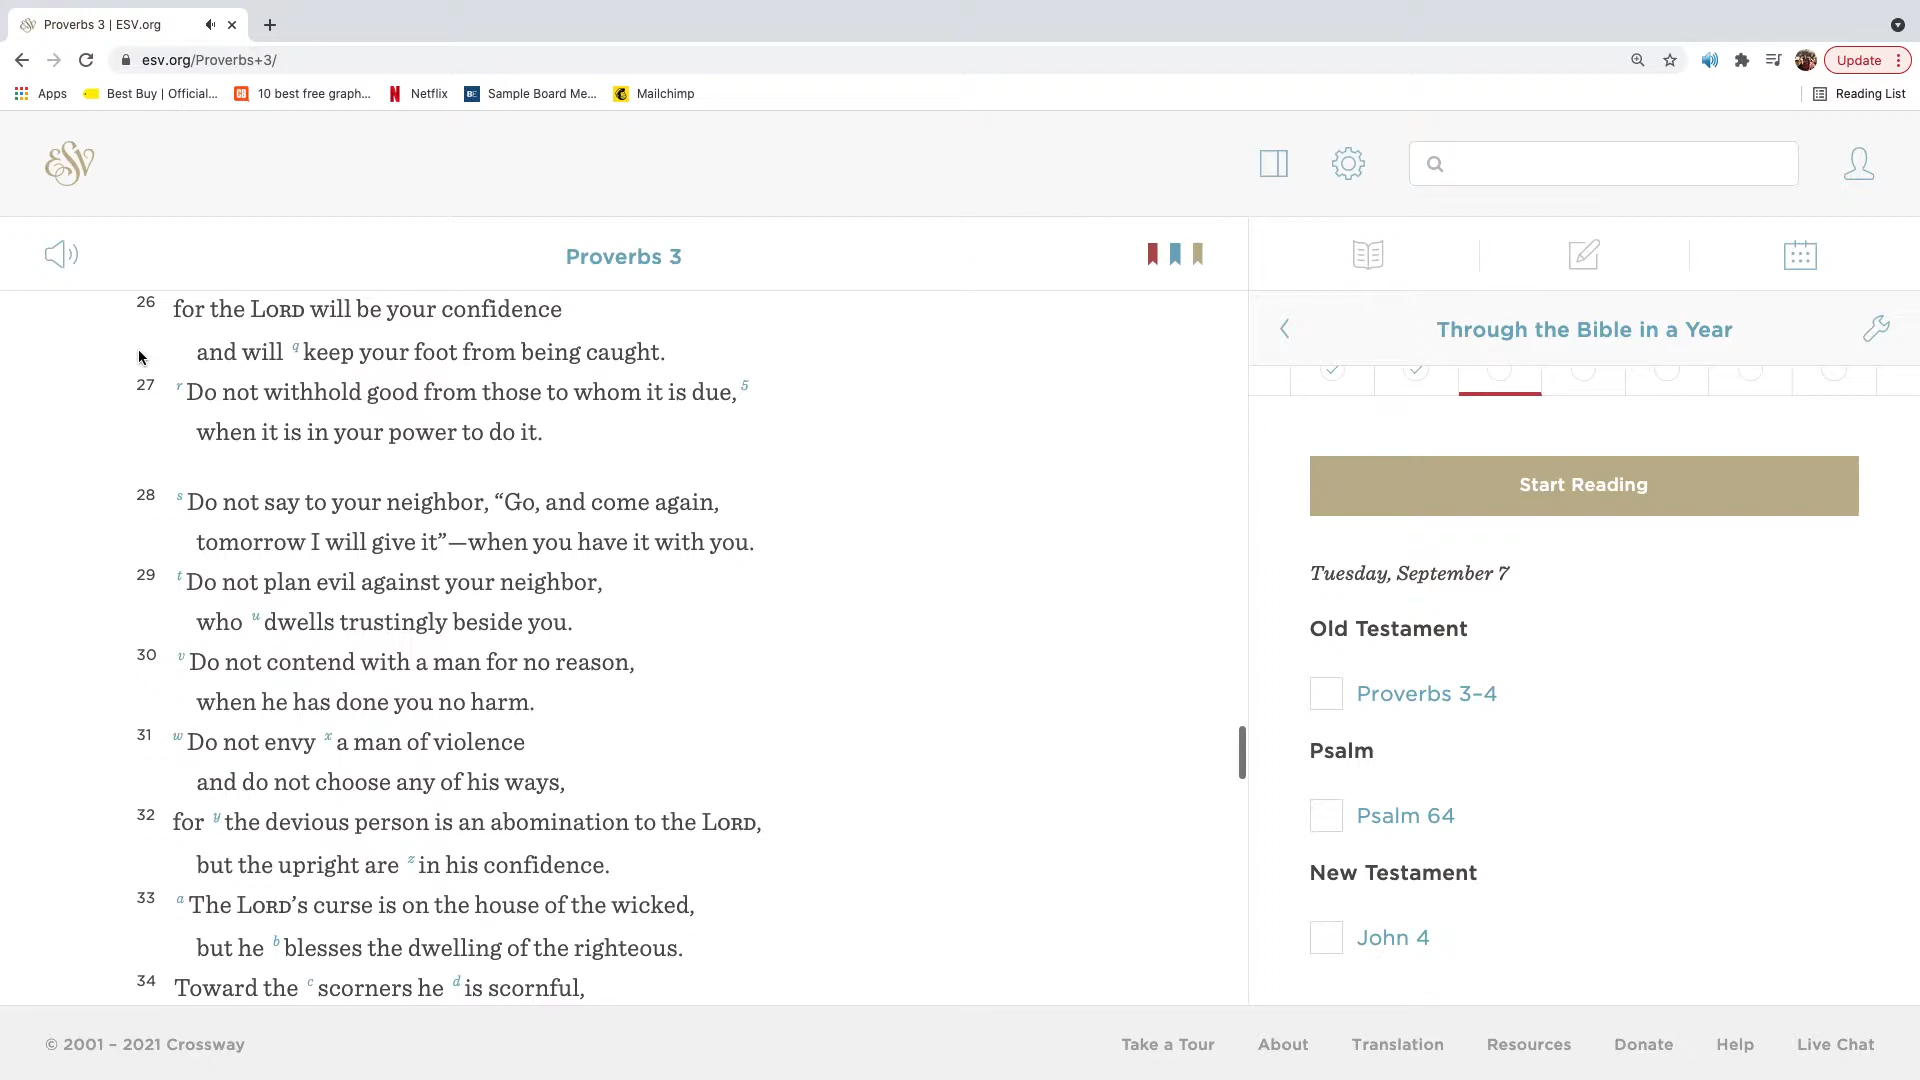 Proverbs 3 | ESV.org
esv.org/Proverbs+3/
Update
Apps
Best Buy | Official...
10 best free graph...
Netflix
Sample Board Me...
Mailchimp
Reading List
ESV
Proverbs 3
26 for the LORD will be your confidence
and will q keep your foot from being caught.
27 r Do not withhold good from those to whom it is due, 5
when it is in your power to do it.
28 s Do not say to your neighbor, “Go, and come again,
tomorrow I will give it”—when you have it with you.
29 t Do not plan evil against your neighbor,
who u dwells trustingly beside you.
30 v Do not contend with a man for no reason,
when he has done you no harm.
31 w Do not envy x a man of violence
and do not choose any of his ways,
32 for y the devious person is an abomination to the LORD,
but the upright are z in his confidence.
33 a The LORD’s curse is on the house of the wicked,
but he b blesses the dwelling of the righteous.
34 Toward the c scorners he d is scornful,
Through the Bible in a Year
Start Reading
Tuesday, September 7
Old Testament
Proverbs 3–4
Psalm
Psalm 64
New Testament
John 4
© 2001 – 2021 Crossway
Take a Tour
About
Translation
Resources
Donate
Help
Live Chat